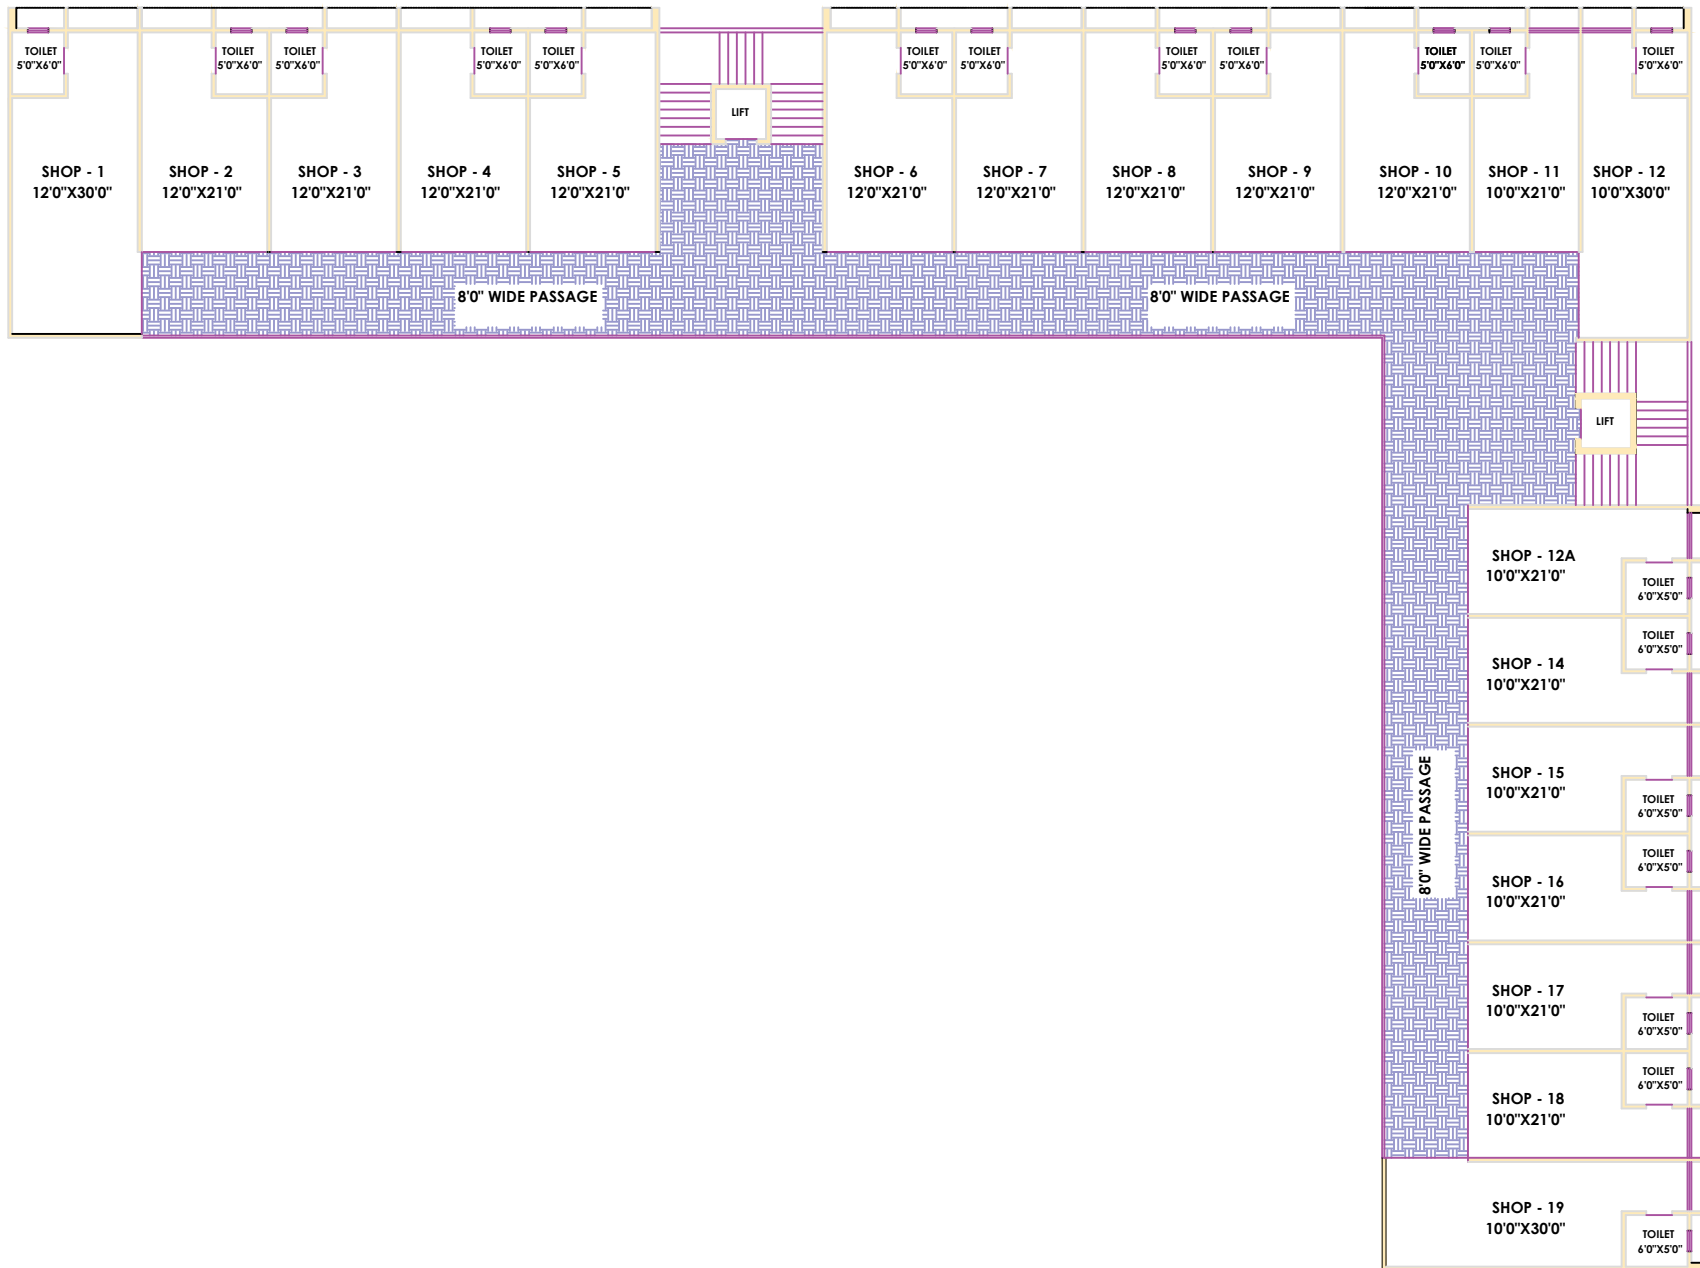 TOILET
5'0"X6'0"
TOILET
5'0"X6'0"
TOILET
5'0"X6'0"
TOILET
5'0"X6'0"
TOILET
5'0"X6'0"
TOILET
5'0"X6'0"
TOILET
5'0"X6'0"
TOILET
5'0"X6'0"
TOILET
5'0"X6'0"
TOILET
5'0"X6'0"
TOILET
5'0"X6'0"
TOILET
5'0"X6'0"
LIFT
SHOP - 1
12'0"X30'0"
SHOP - 2
12'0"X21'0"
SHOP - 3
12'0"X21'0"
SHOP - 4
12'0"X21'0"
SHOP - 5
12'0"X21'0"
SHOP - 6
12'0"X21'0"
SHOP - 7
12'0"X21'0"
SHOP - 8
12'0"X21'0"
SHOP - 9
12'0"X21'0"
SHOP - 10
12'0"X21'0"
SHOP - 11
10'0"X21'0"
SHOP - 12
10'0"X30'0"
8'0" WIDE PASSAGE
8'0" WIDE PASSAGE
LIFT
SHOP - 12A
10'0"X21'0"
TOILET
6'0"X5'0"
TOILET
6'0"X5'0"
SHOP - 14
10'0"X21'0"
8'0" WIDE PASSAGE
SHOP - 15
10'0"X21'0"
TOILET
6'0"X5'0"
TOILET
6'0"X5'0"
SHOP - 16
10'0"X21'0"
SHOP - 17
10'0"X21'0"
TOILET
6'0"X5'0"
TOILET
6'0"X5'0"
SHOP - 18
10'0"X21'0"
SHOP - 19
10'0"X30'0"
TOILET
6'0"X5'0"